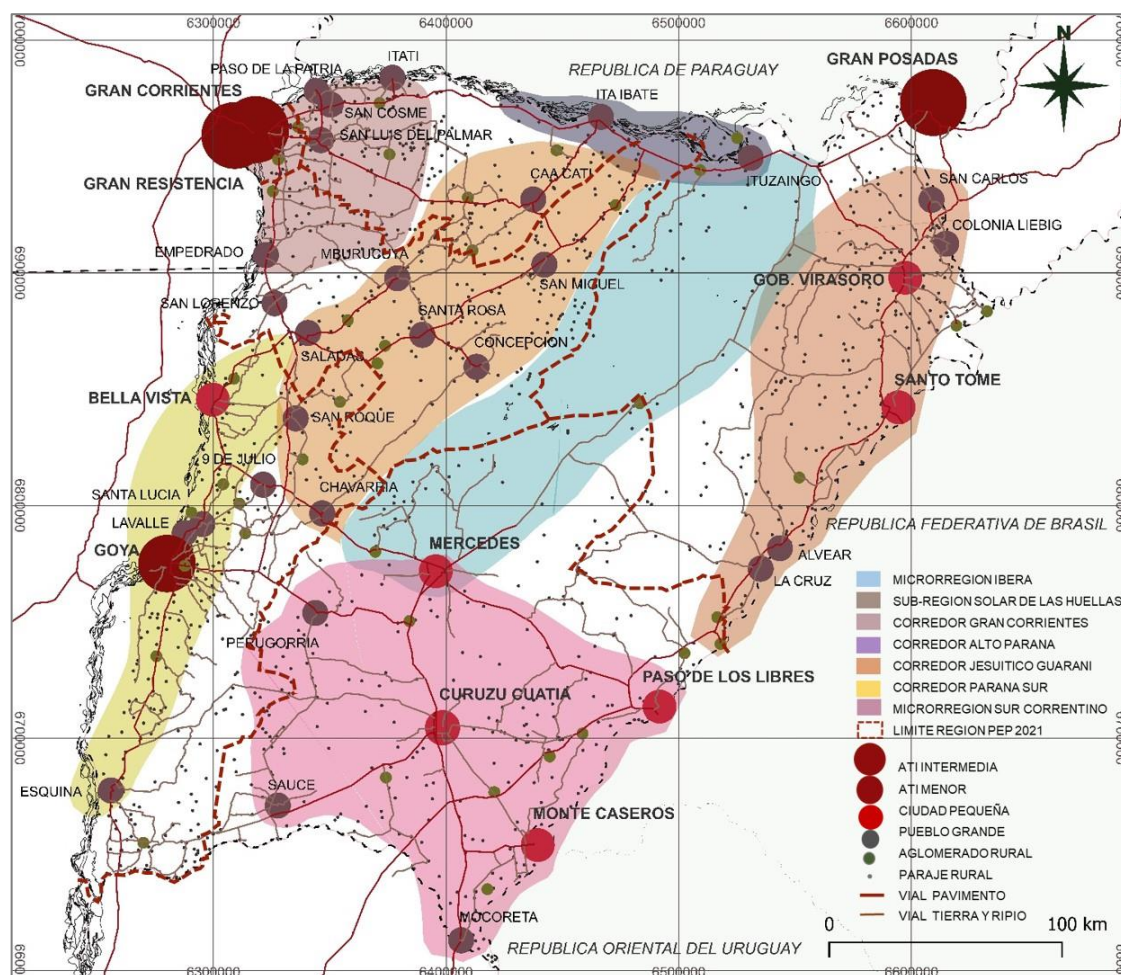 6300000
6400000
6500000
6600000
N
ITATI
PASO DE LA PATRIA
REPUBLICA DE PARAGUAY
GRAN POSADAS
GRAN CORRIENTES
SAN COSME
ITA IBATE
SAN LUIS DEL PALMAR
GRAN RESISTENCIA
CAA CATI
ITUZAINGO
SAN CARLOS
COLONIA LIEBIG
EMPEDRADO
MBURUCUYA
GOB. VIRASORO
SAN MIGUEL
SAN LORENZO
SANTA ROSA
CONCEPCION
SALADAS
SANTO TOME
BELLA VISTA
SAN ROQUE
9 DE JULIO
SANTA LUCIA
CHAVARRIA
LAVALLE
REPUBLICA FEDERATIVA DE BRASIL
GOYA
MERCEDES
ALVEAR
LA CRUZ
PERUGORRIA
PASO DE LOS LIBRES
CURUZU CUATIA
ESQUINA
SAUCE
MONTE CASEROS
MOCORETA
REPUBLICA ORIENTAL DEL URUGUAY
MICRORREGION IBERA
SUB-REGION SOLAR DE LAS HUELLAS
CORREDOR GRAN CORRIENTES
CORREDOR ALTO PARANA
CORREDOR JESUITICO GUARANI
CORREDOR PARANA SUR
MICRORREGION SUR CORRENTINO
LIMITE REGION PEP 2021
ATI INTERMEDIA
ATI MENOR
CIUDAD PEQUEÑA
PUEBLO GRANDE
AGLOMERADO RURAL
PARAJE RURAL
VIAL PAVIMENTO
VIAL TIERRA Y RIPIO
0 100 km
6300000
6400000
6500000
6600000